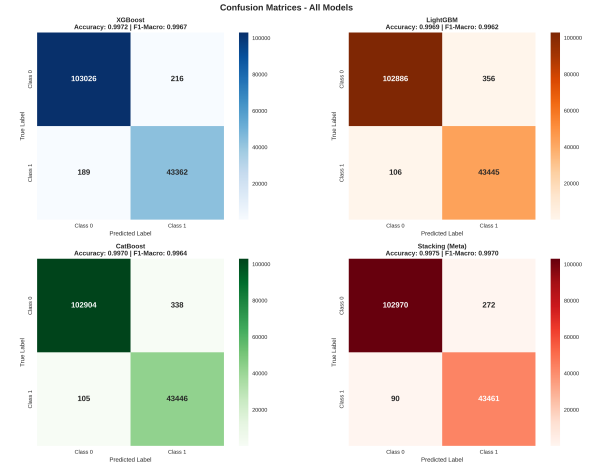 Confusion Matrices - All Models
XGBoost
Accuracy: 0.9972 | F1-Macro: 0.9967
Class 0
Class 1
True Label
103026
216
189
43362
Class 0
Class 1
Predicted Label
100000
80000
60000
40000
20000
LightGBM
Accuracy: 0.9969 | F1-Macro: 0.9962
Class 0
Class 1
True Label
102886
356
106
43445
Class 0
Class 1
Predicted Label
100000
80000
60000
40000
20000
CatBoost
Accuracy: 0.9970 | F1-Macro: 0.9964
Class 0
Class 1
True Label
102904
338
105
43446
Class 0
Class 1
Predicted Label
100000
80000
60000
40000
20000
Stacking (Meta)
Accuracy: 0.9975 | F1-Macro: 0.9970
Class 0
Class 1
True Label
102970
272
90
43461
Class 0
Class 1
Predicted Label
100000
80000
60000
40000
20000